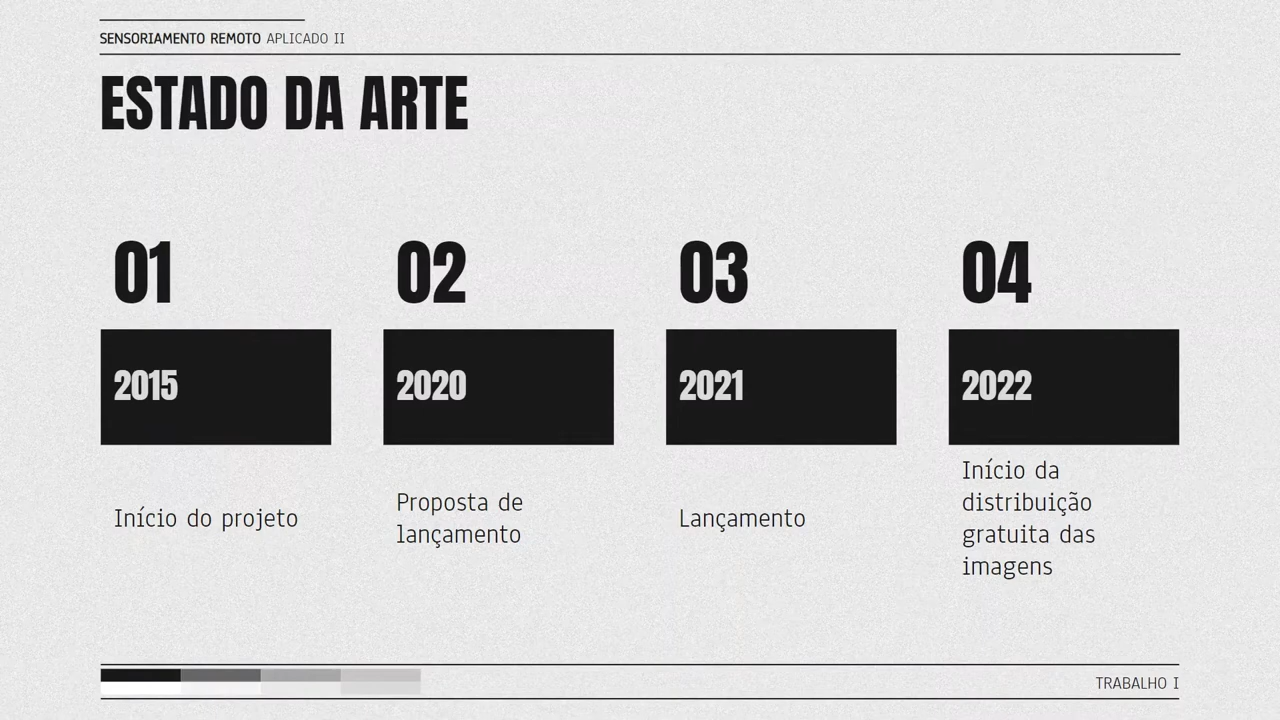 SENSORIAMENTO REMOTO APLICADO II
ESTADO DA ARTE
01
2015
Início do projeto
02
2020
Proposta de
lançamento
03
2021
Lançamento
04
2022
Início da
distribuição
gratuita das
imagens
TRABALHO I